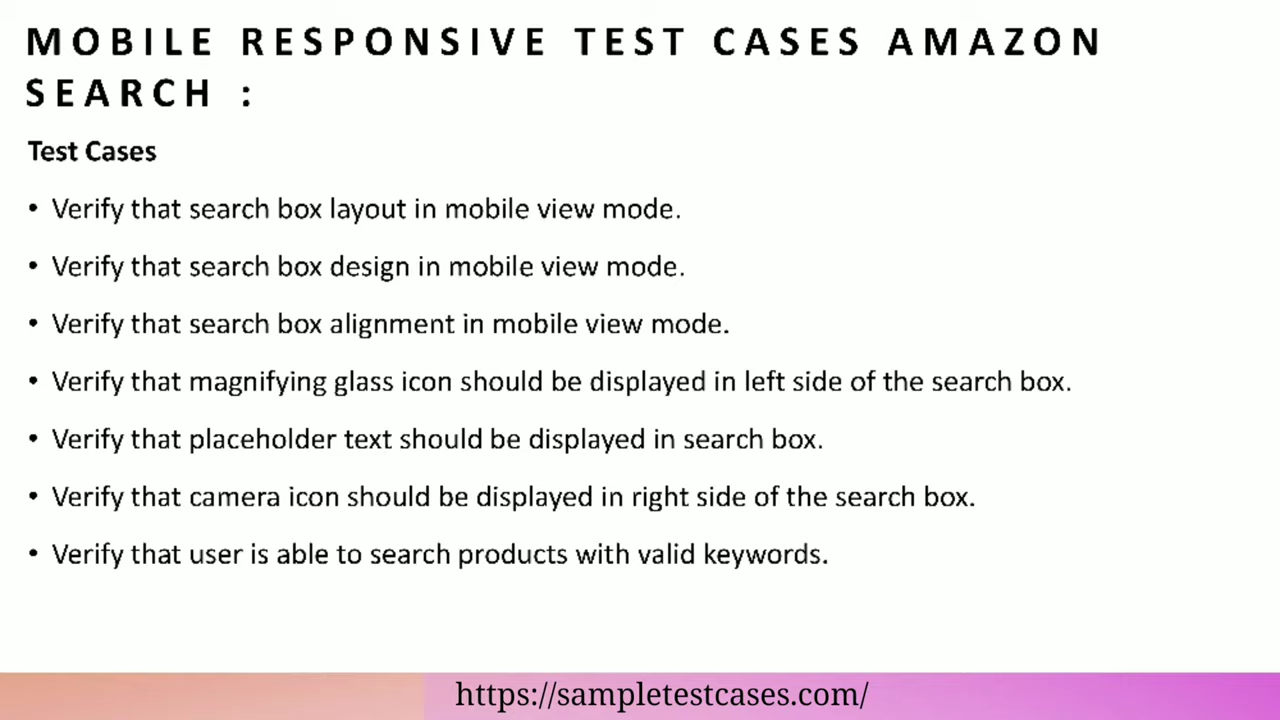 MOBILE RESPONSIVE TEST CASES AMAZON
SEARCH :
Test Cases
• Verify that search box layout in mobile view mode.
• Verify that search box design in mobile view mode.
• Verify that search box alignment in mobile view mode.
• Verify that magnifying glass icon should be displayed in left side of the search box.
• Verify that placeholder text should be displayed in search box.
• Verify that camera icon should be displayed in right side of the search box.
• Verify that user is able to search products with valid keywords.
https://sampletestcases.com/